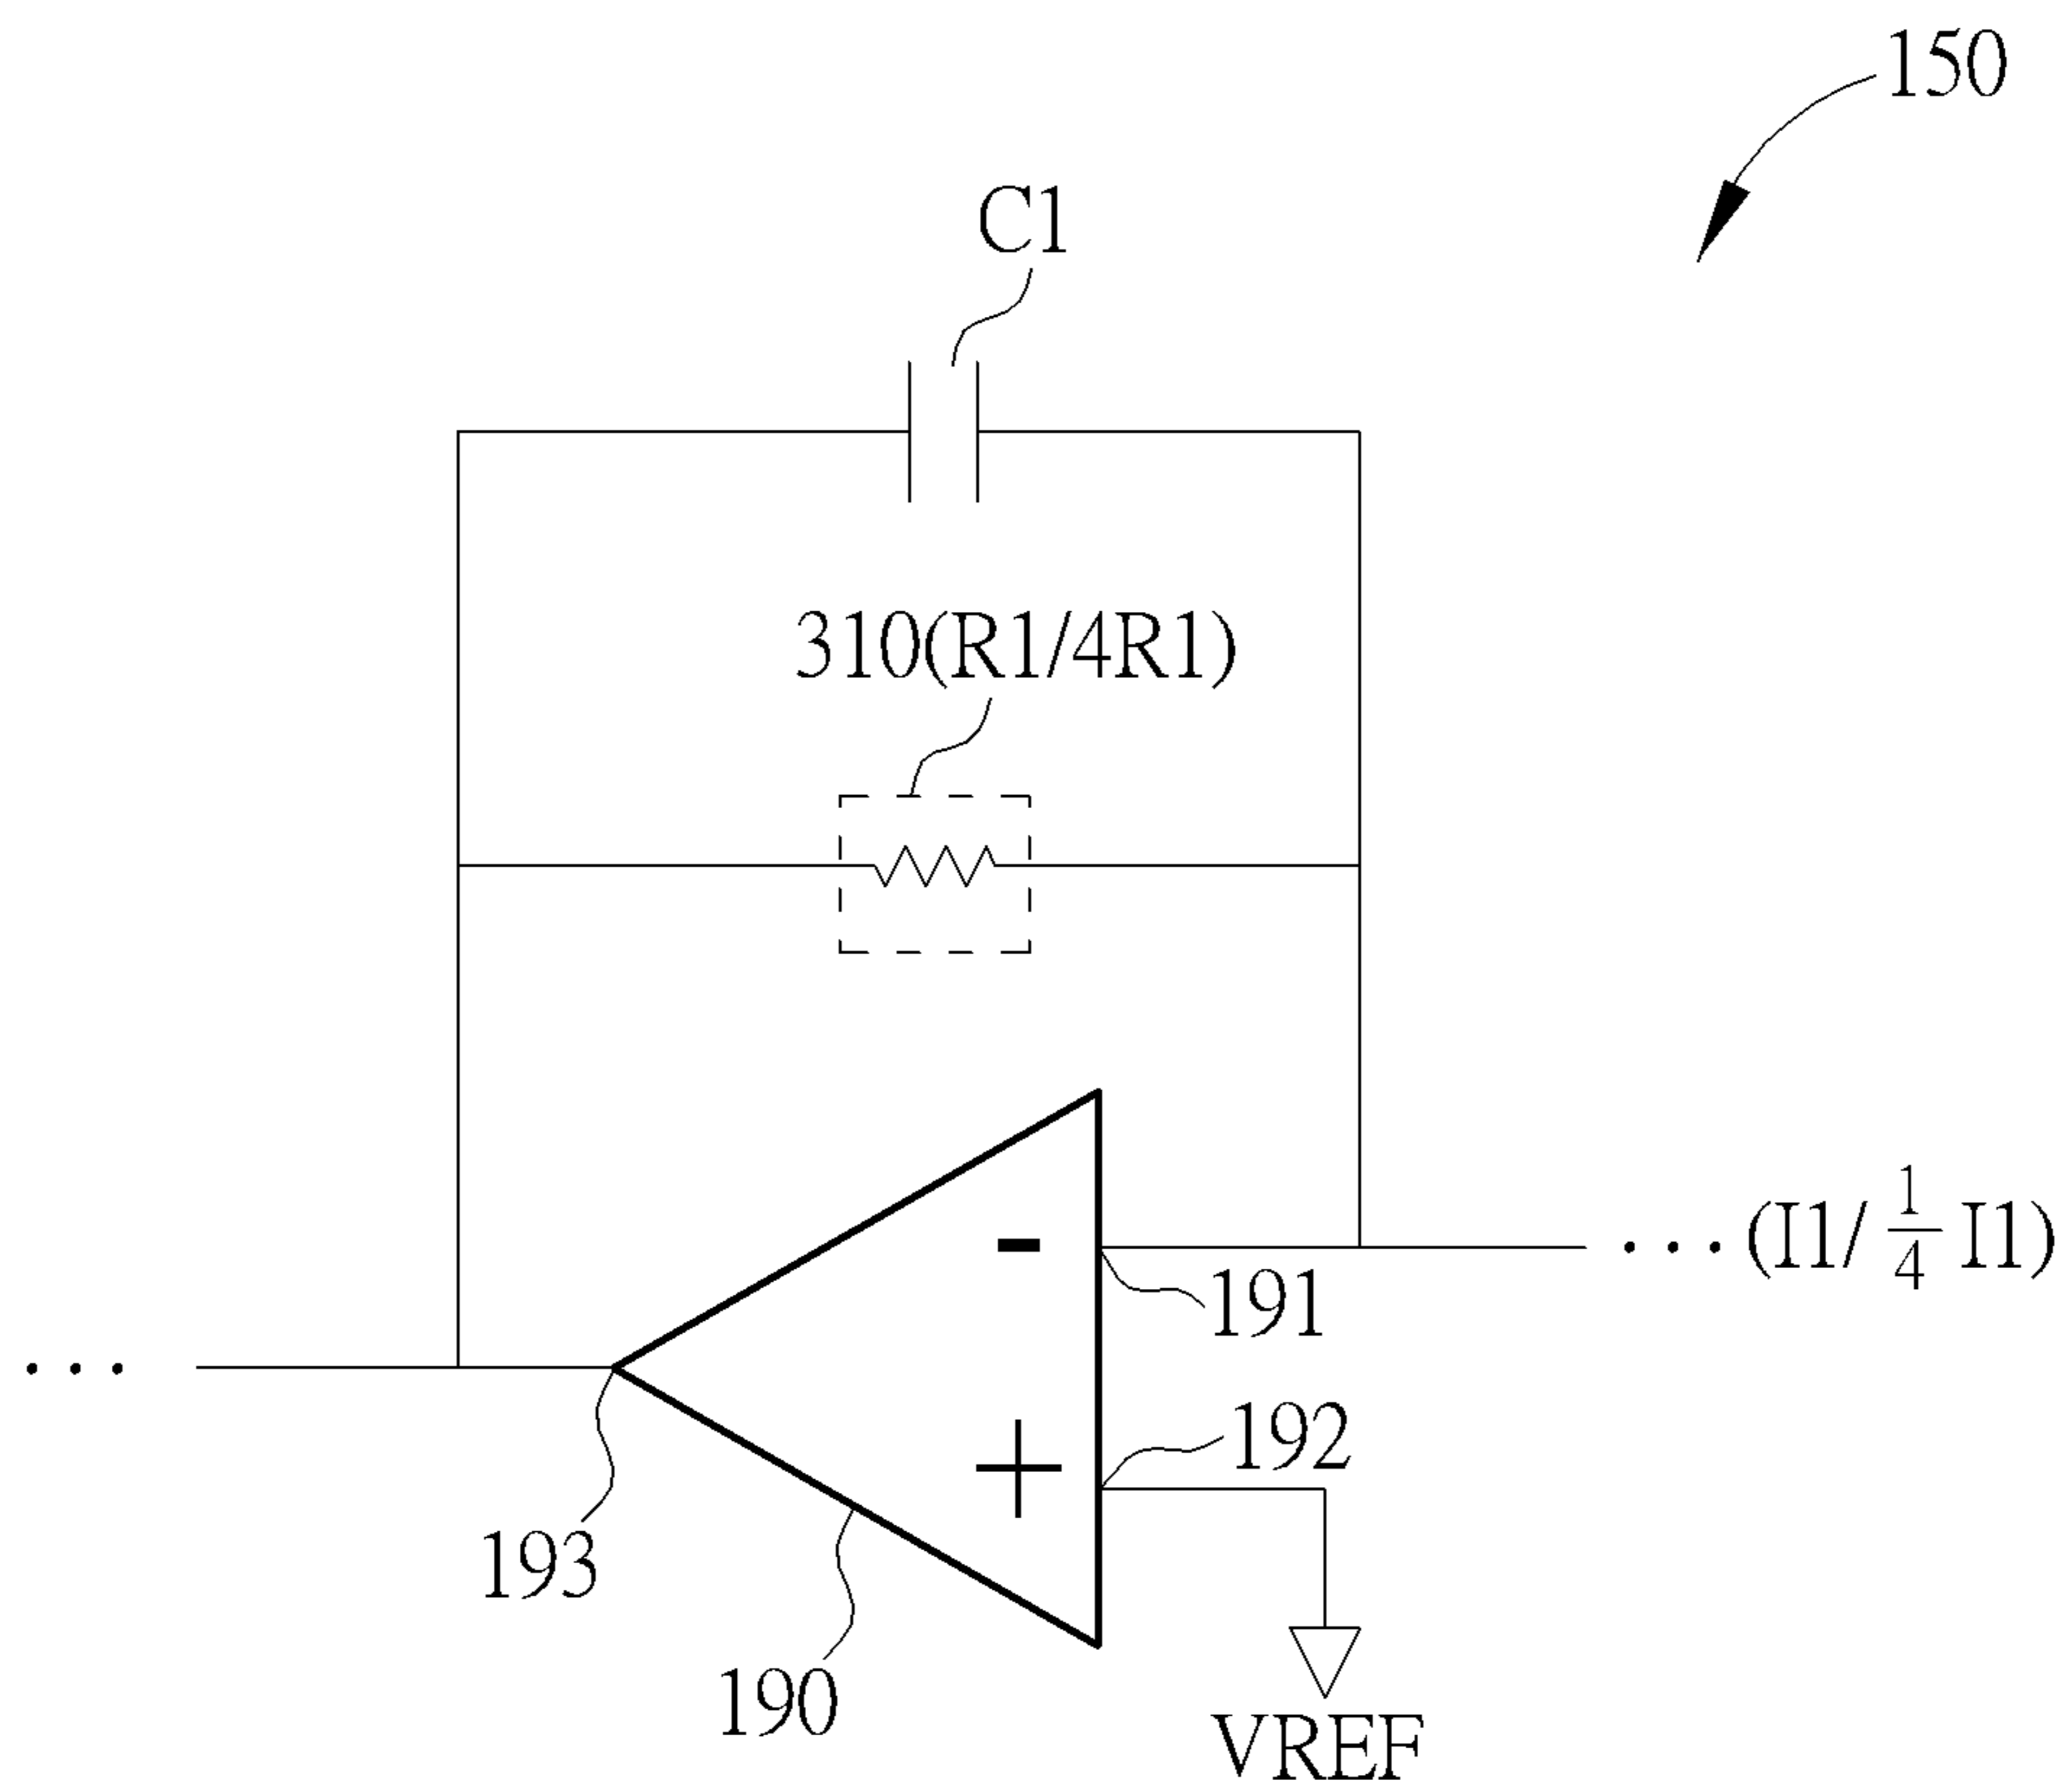 150
C1
310(R1/4R1)
-
···(I1/ 1/4 I1)
191
···
+
192
193
190
VREF